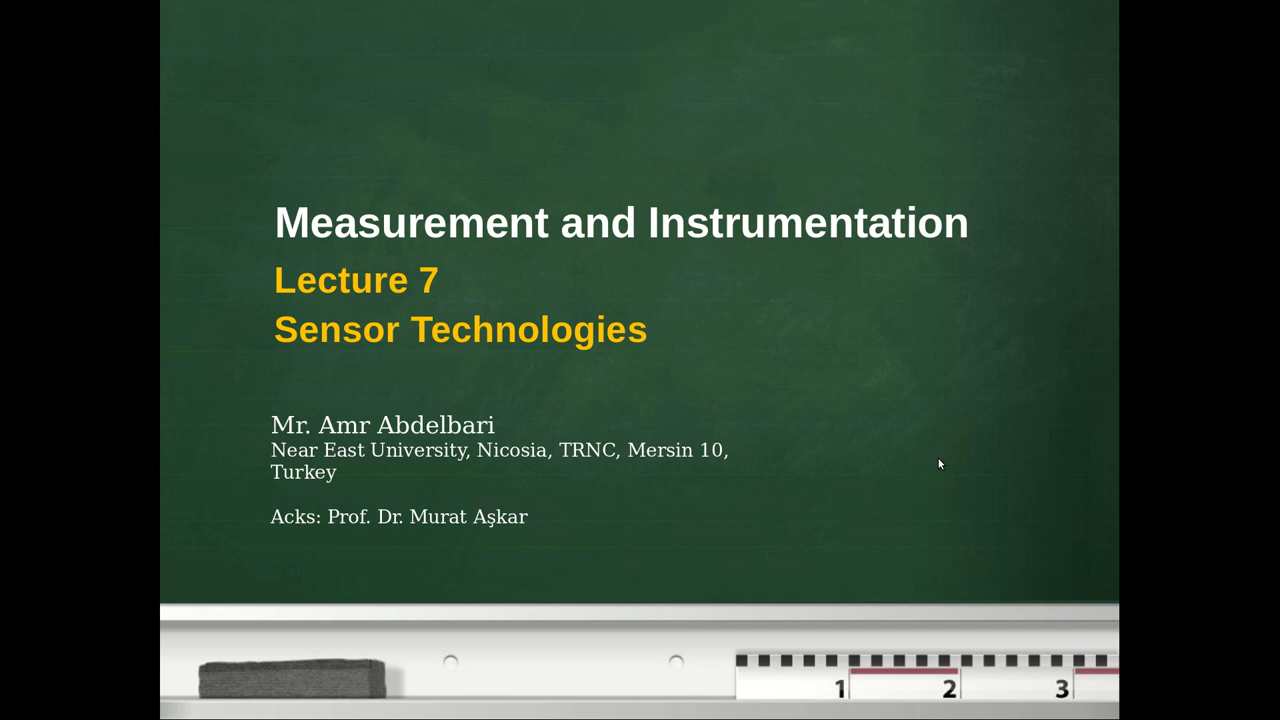 Measurement and Instrumentation
Lecture 7
Sensor Technologies
Mr. Amr Abdelbari
Near East University, Nicosia, TRNC, Mersin 10,
Turkey
Acks: Prof. Dr. Murat Aşkar
1 2 3